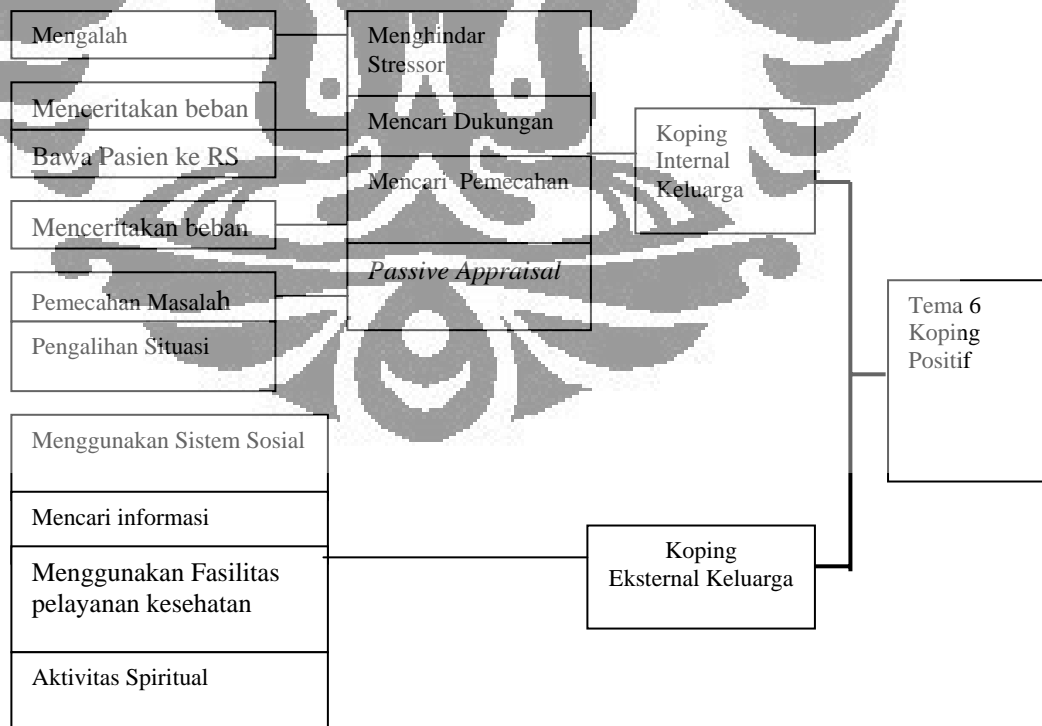 Mengalah
Menceritakan beban
Bawa Pasien ke RS
Menceritakan beban
Pemecahan Masalah
Pengalihan Situasi
Menghindar
Stressor
Mencari Dukungan
Mencari Pemecahan
Passive Appraisal
Koping
Internal
Keluarga
Menggunakan Sistem Sosial
Mencari informasi
Menggunakan Fasilitas
pelayanan kesehatan
Aktivitas Spiritual
Koping
Eksternal Keluarga
Tema 6
Koping
Positif